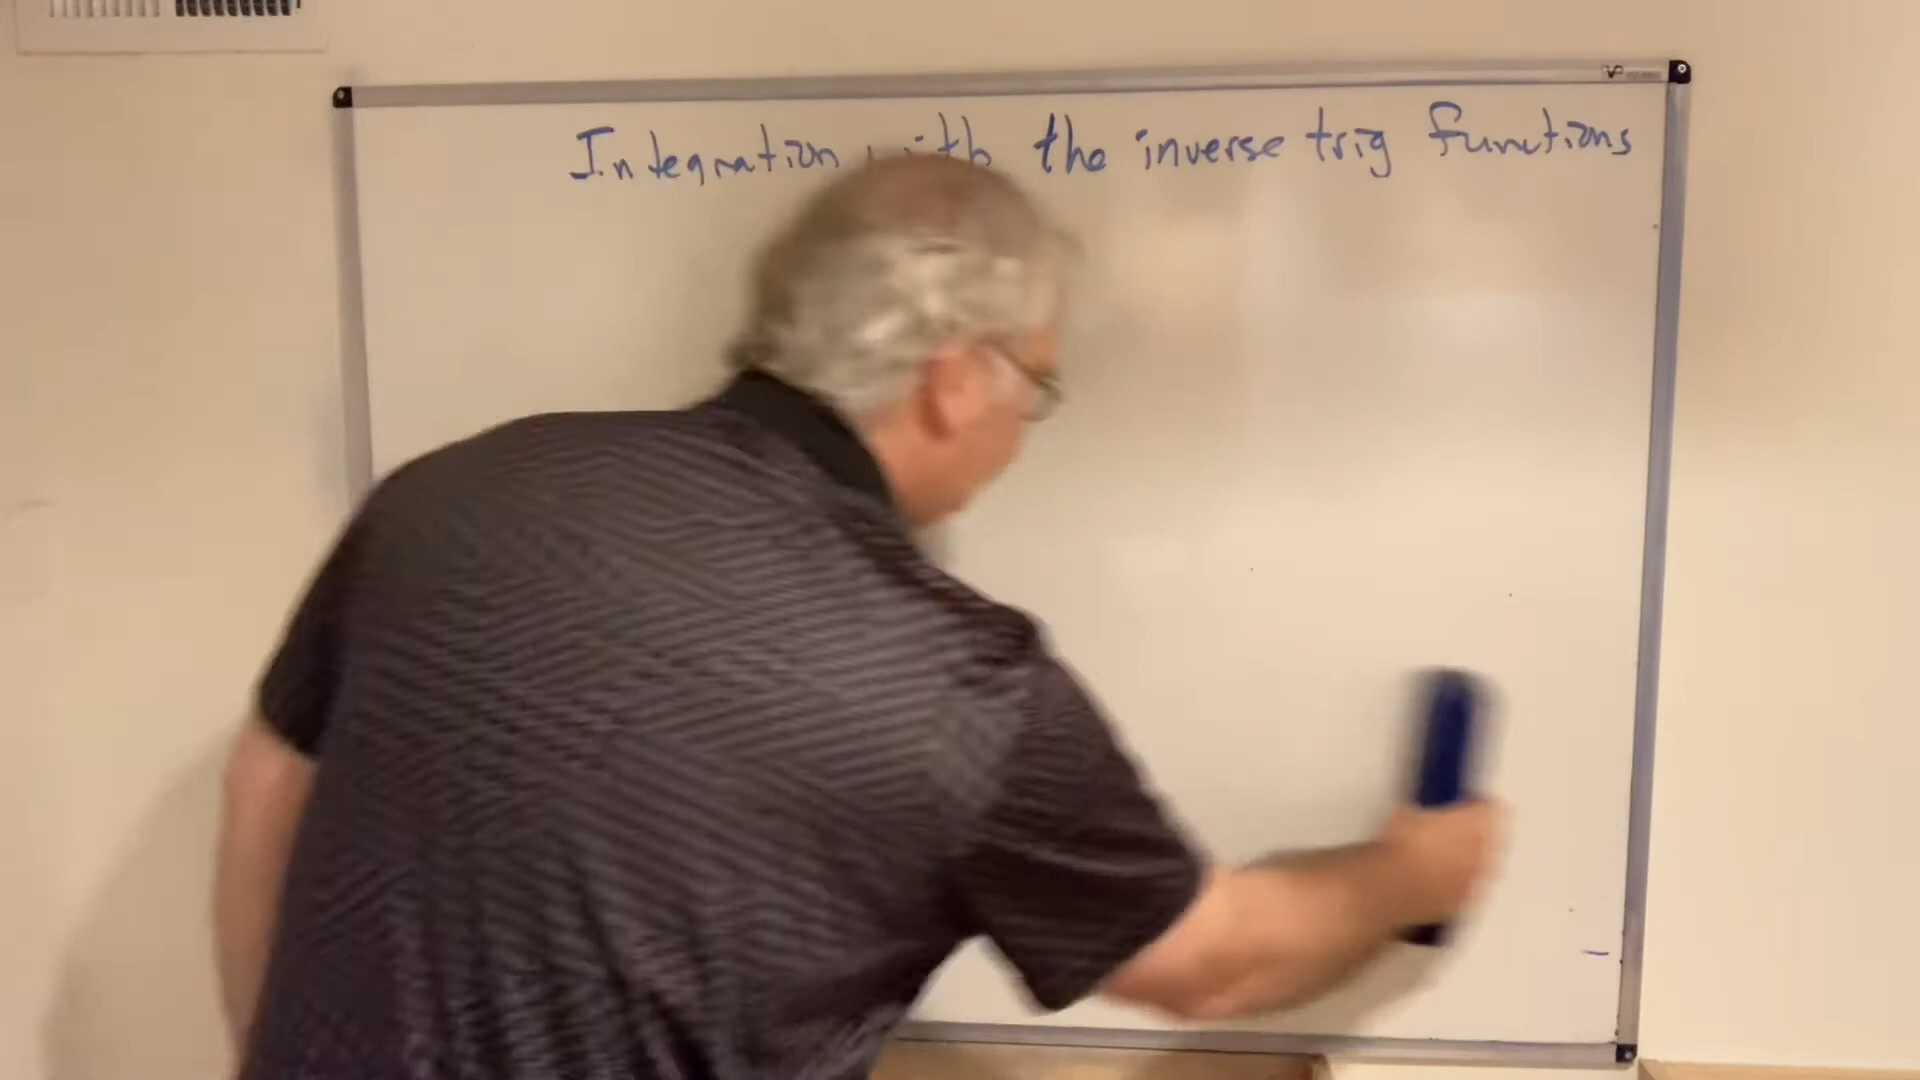 Integration with the inverse trig functions